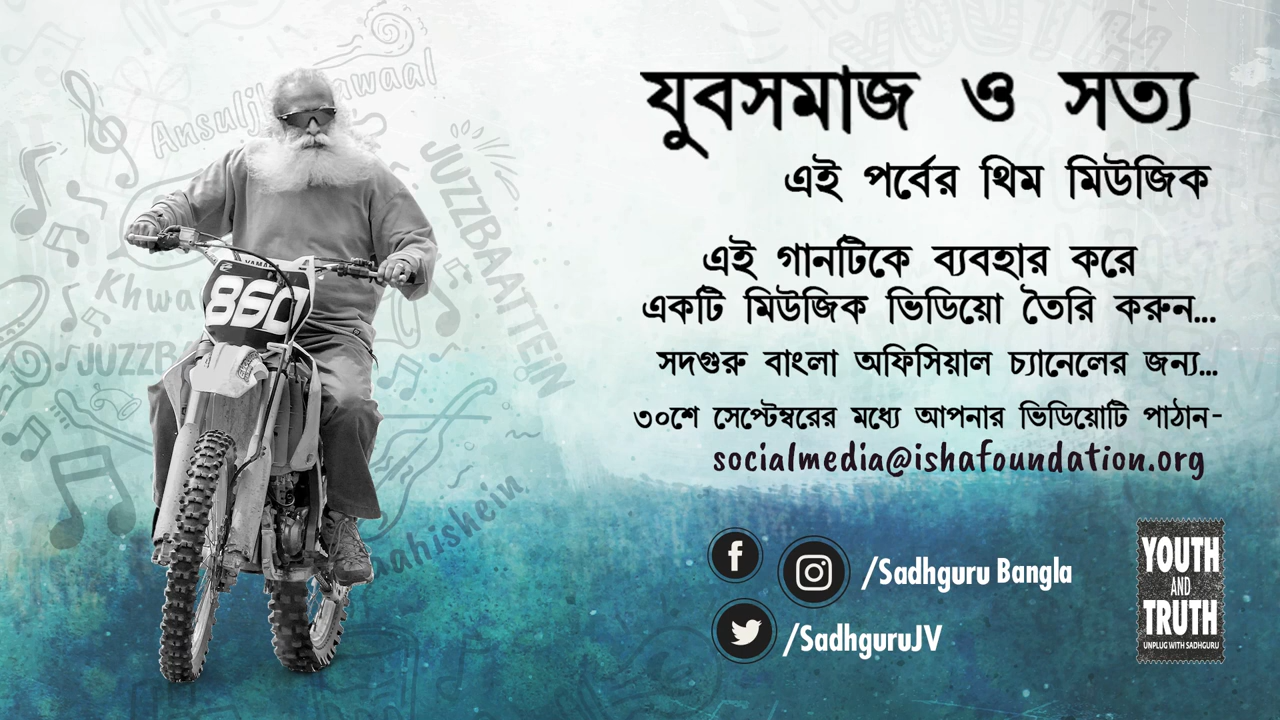 যুবসমাজ ও সত্য
এই পর্বের থিম মিউজিক
এই গানটিকে ব্যবহার করে
একটি মিউজিক ভিডিয়ো তৈরি করুন...
সদগুরু বাংলা অফিসিয়াল চ্যানেলের জন্য...
৩০শে সেপ্টেম্বরের মধ্যে আপনার ভিডিয়োটি পাঠান-
socialmedia@ishafoundation.org
/Sadhguru Bangla
/SadhguruJV
YOUTH
AND
TRUTH
UNPLUG WITH SADHGURU
860
JUZZBAATTEIN